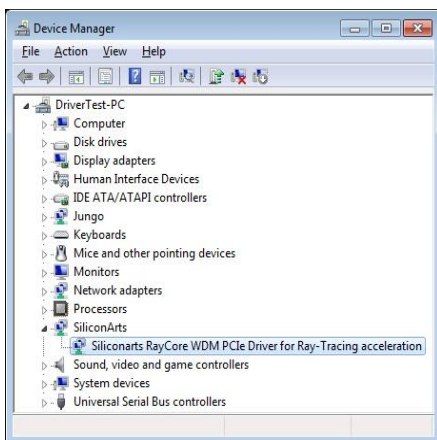 Device Manager
File Action View Help
DriverTest-PC
Computer
Disk drives
Display adapters
Human Interface Devices
IDE ATA/ATAPI controllers
Jungo
Keyboards
Mice and other pointing devices
Monitors
Network adapters
Processors
SiliconArts
Siliconarts RayCore WDM PCIe Driver for Ray-Tracing acceleration
Sound, video and game controllers
System devices
Universal Serial Bus controllers